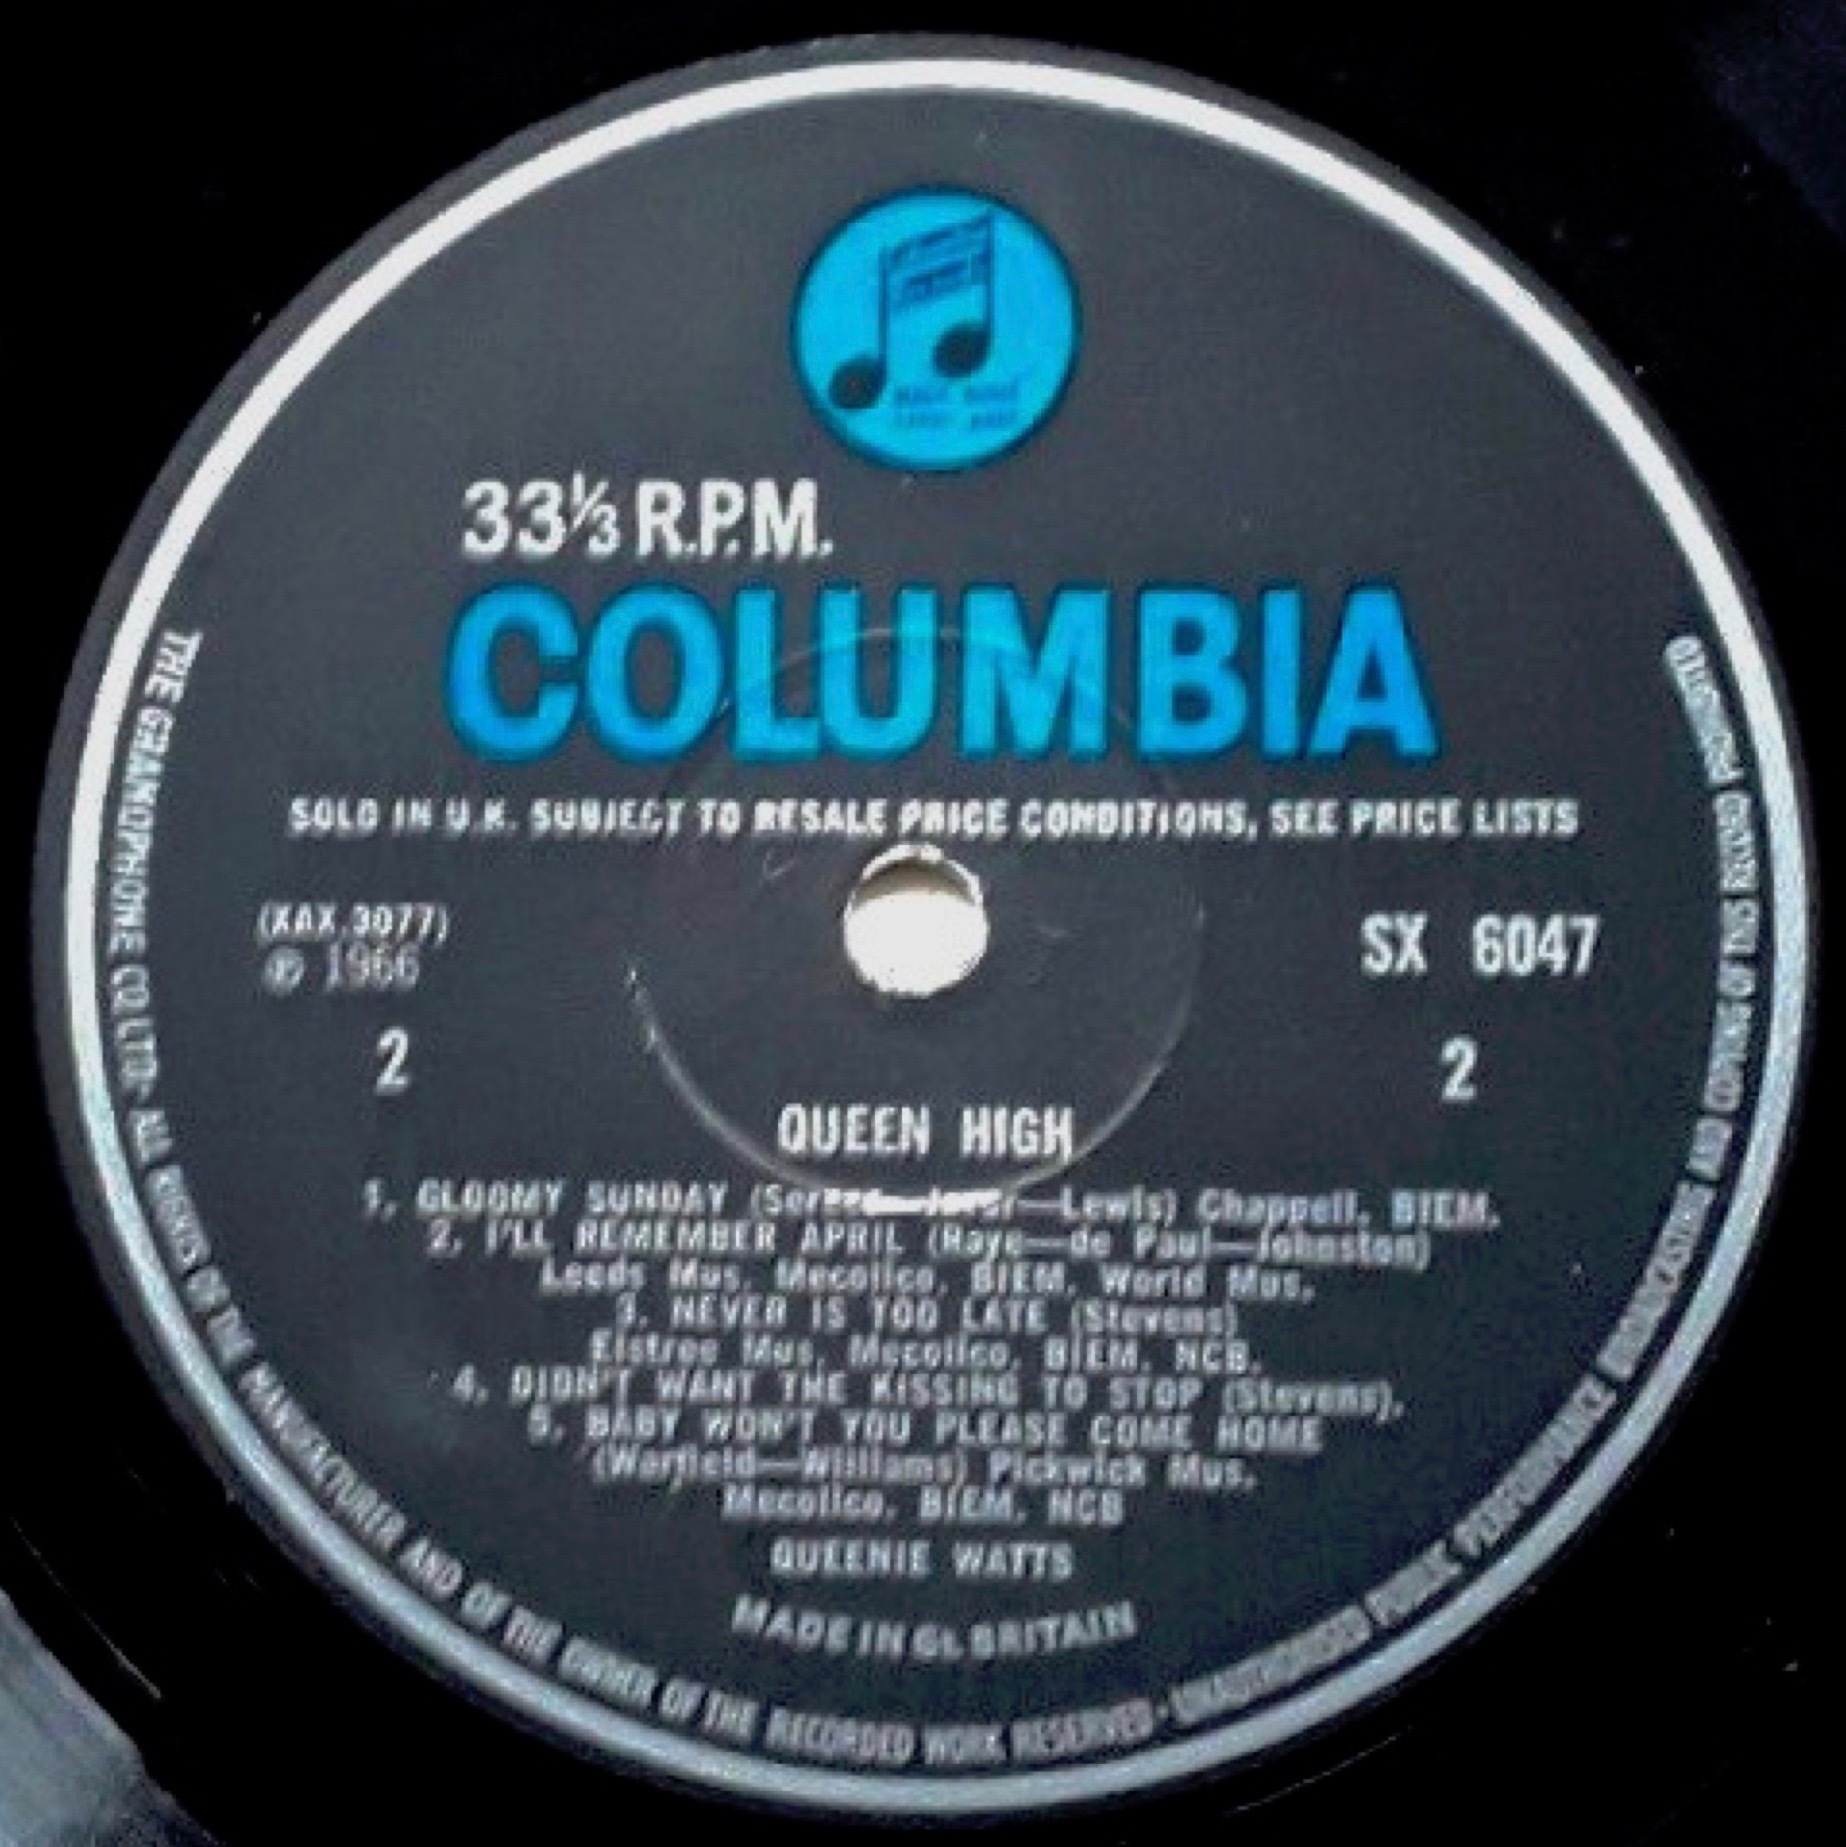 33⅓ R.P.M.
COLUMBIA
SOLD IN U.K. SUBJECT TO RESALE PRICE CONDITIONS, SEE PRICE LISTS
(XAX.3077)
℗ 1966
SX 6047
2
2
QUEEN HIGH
1. GLOOMY SUNDAY (Seress—Javor—Lewis) Chappell, BIEM.
2. I'LL REMEMBER APRIL (Raye—de Paul—Johnston)
Leeds Mus. Mecolico, BIEM. World Mus.
3. NEVER IS TOO LATE (Stevens)
Elstree Mus. Mecolico, BIEM, NCB.
4. DIDN'T WANT THE KISSING TO STOP (Stevens).
5. BABY WON'T YOU PLEASE COME HOME
(Warfield—Williams) Pickwick Mus.
Mecolico, BIEM, NCB
QUEENIE WATTS
MADE IN GT. BRITAIN
THE GRAMOPHONE CO. LTD. ALL RIGHTS OF THE MANUFACTURER AND OF THE OWNER OF THE RECORDED WORK RESERVED · UNAUTHORISED PUBLIC PERFORMANCE BROADCASTING AND COPYING OF THIS RECORD PROHIBITED